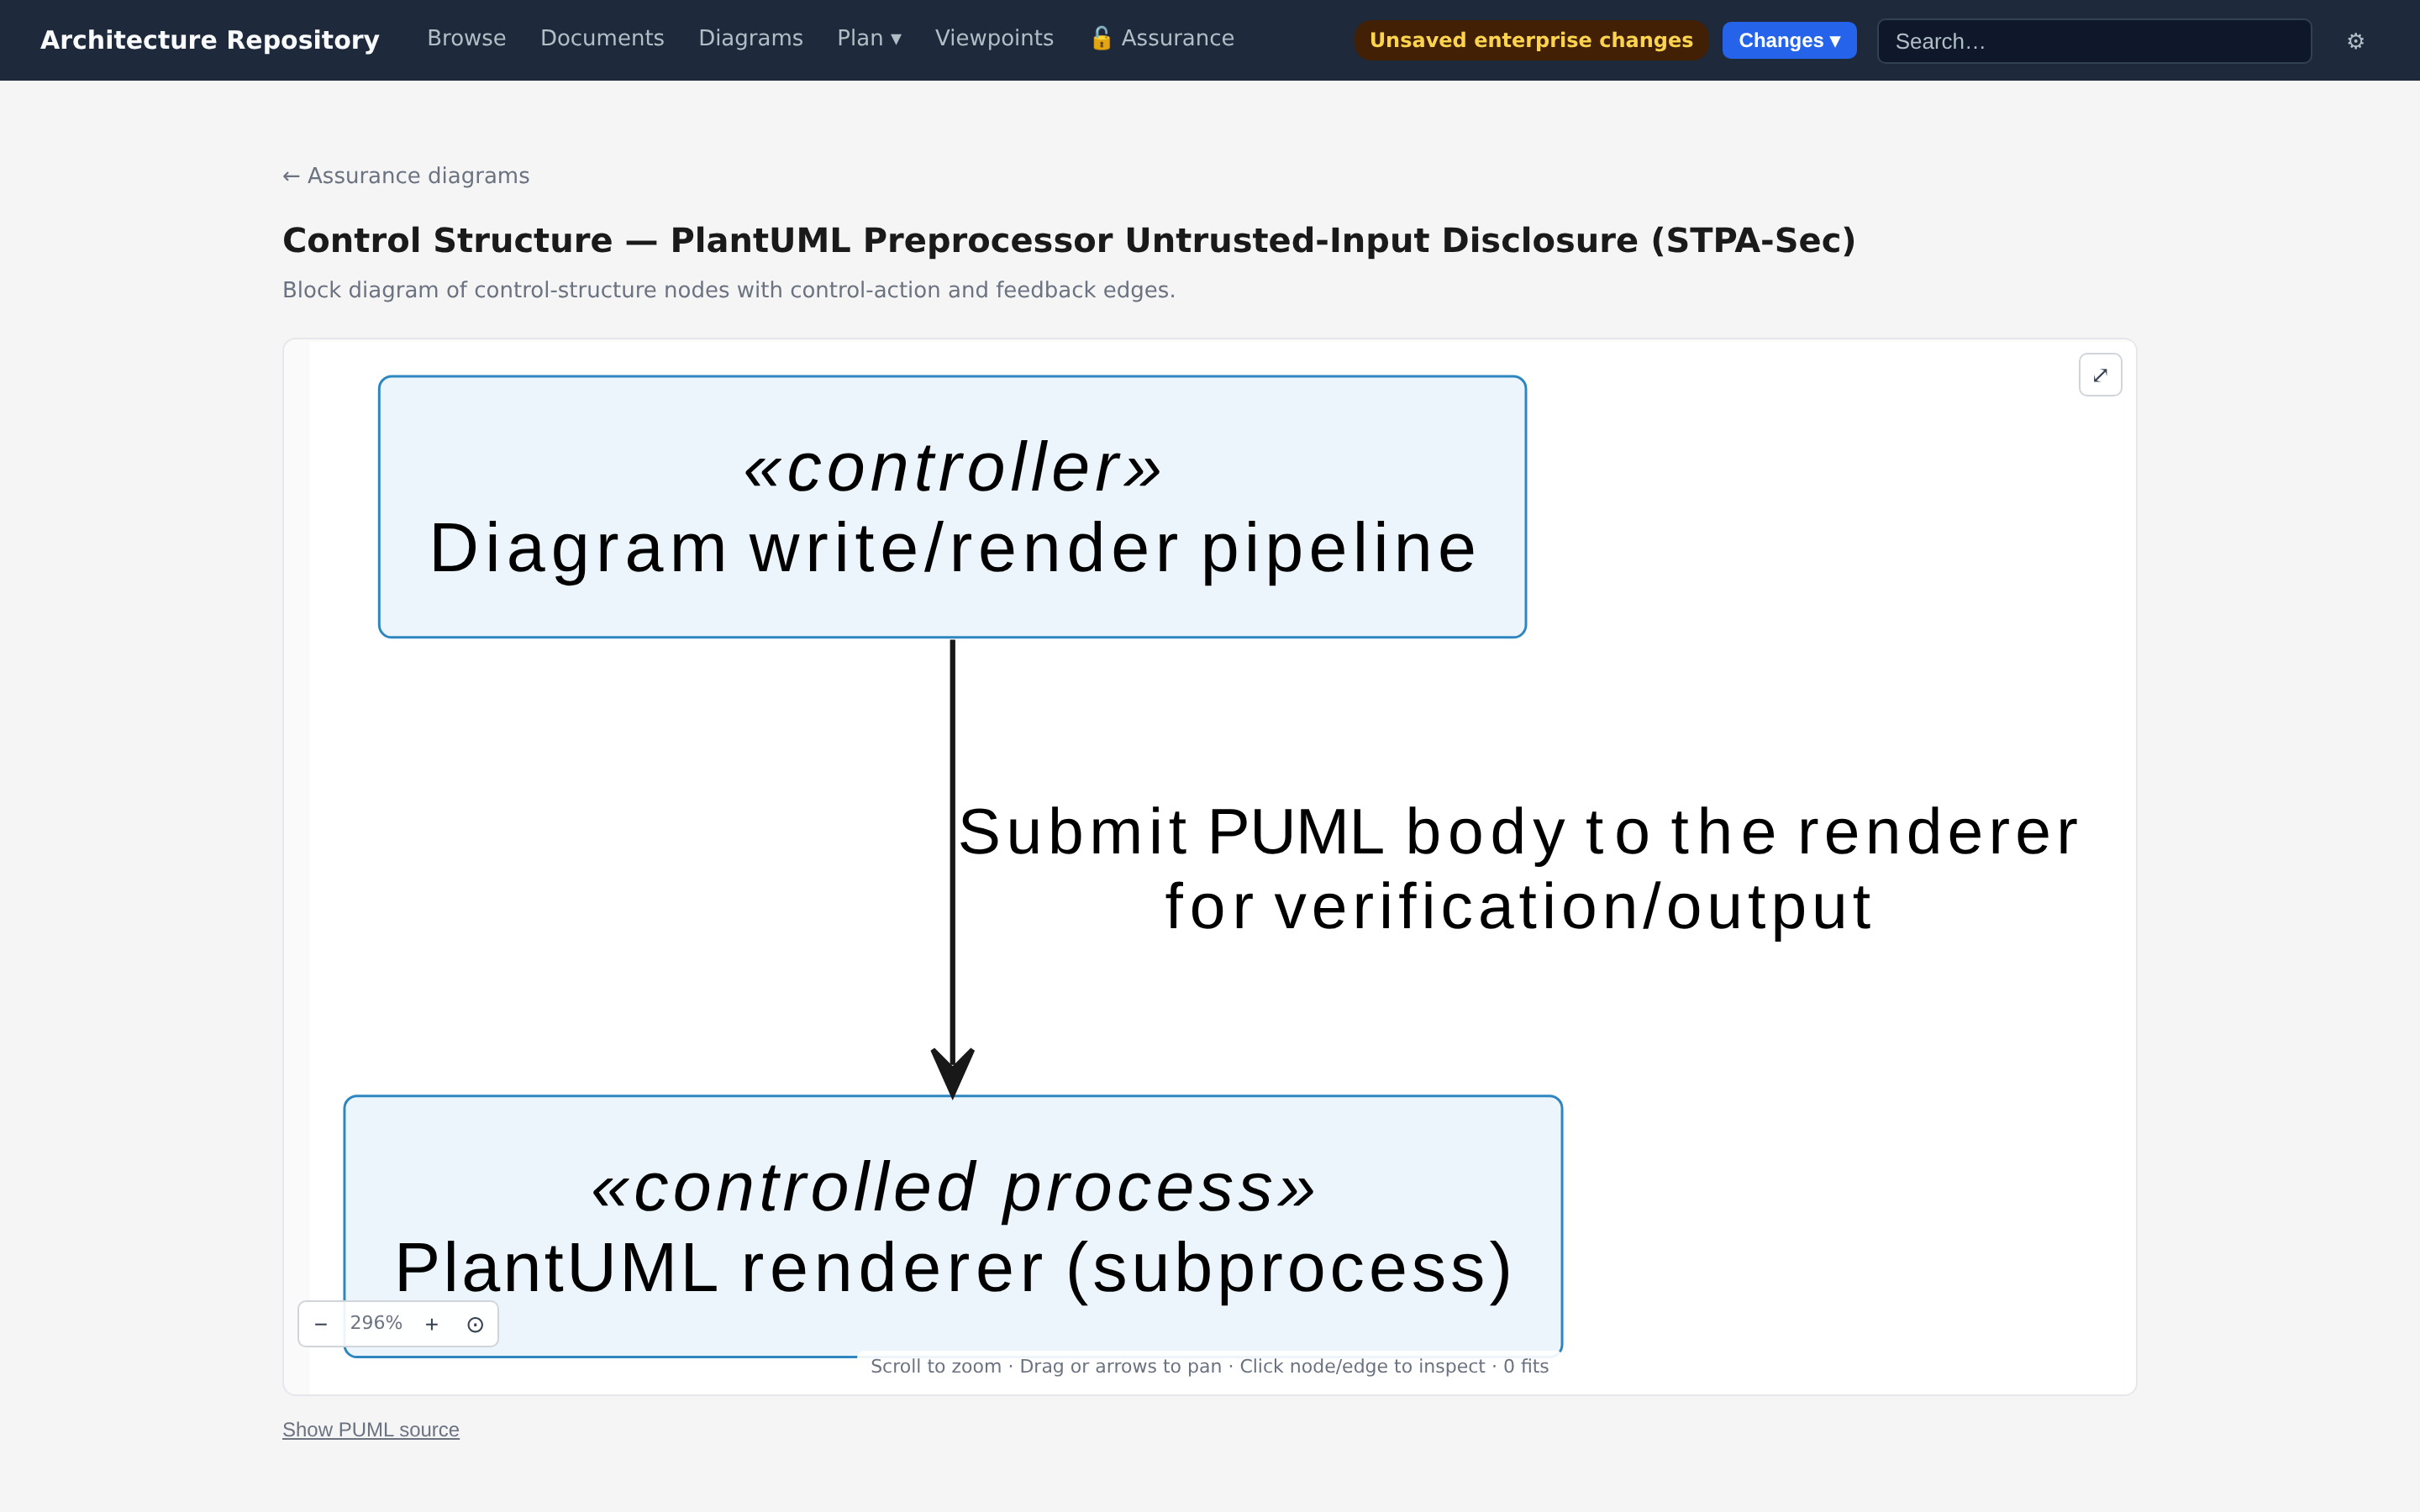 Architecture Repository Browse Documents Diagrams Plan ▾ Viewpoints 🔓 Assurance Unsaved enterprise changes Changes ▾ Search… ⚙
← Assurance diagrams
Control Structure — PlantUML Preprocessor Untrusted-Input Disclosure (STPA-Sec)
Block diagram of control-structure nodes with control-action and feedback edges.
⤢
«controller»
Diagram write/render pipeline
Submit PUML body to the renderer
for verification/output
«controlled process»
PlantUML renderer (subprocess)
− 296% + ⊙
Scroll to zoom · Drag or arrows to pan · Click node/edge to inspect · 0 fits
Show PUML source